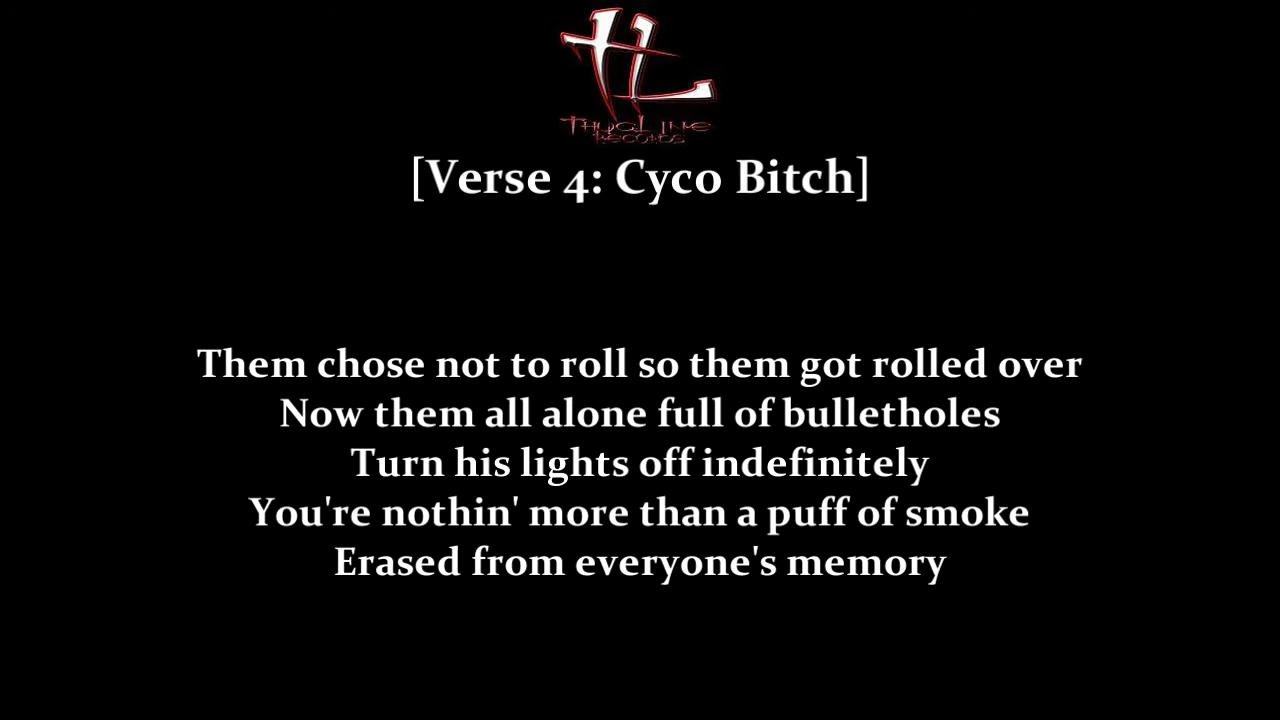 ThugLine
Records
[Verse 4: Cyco Bitch]
Them chose not to roll so them got rolled over
Now them all alone full of bulletholes
Turn his lights off indefinitely
You're nothin' more than a puff of smoke
Erased from everyone's memory